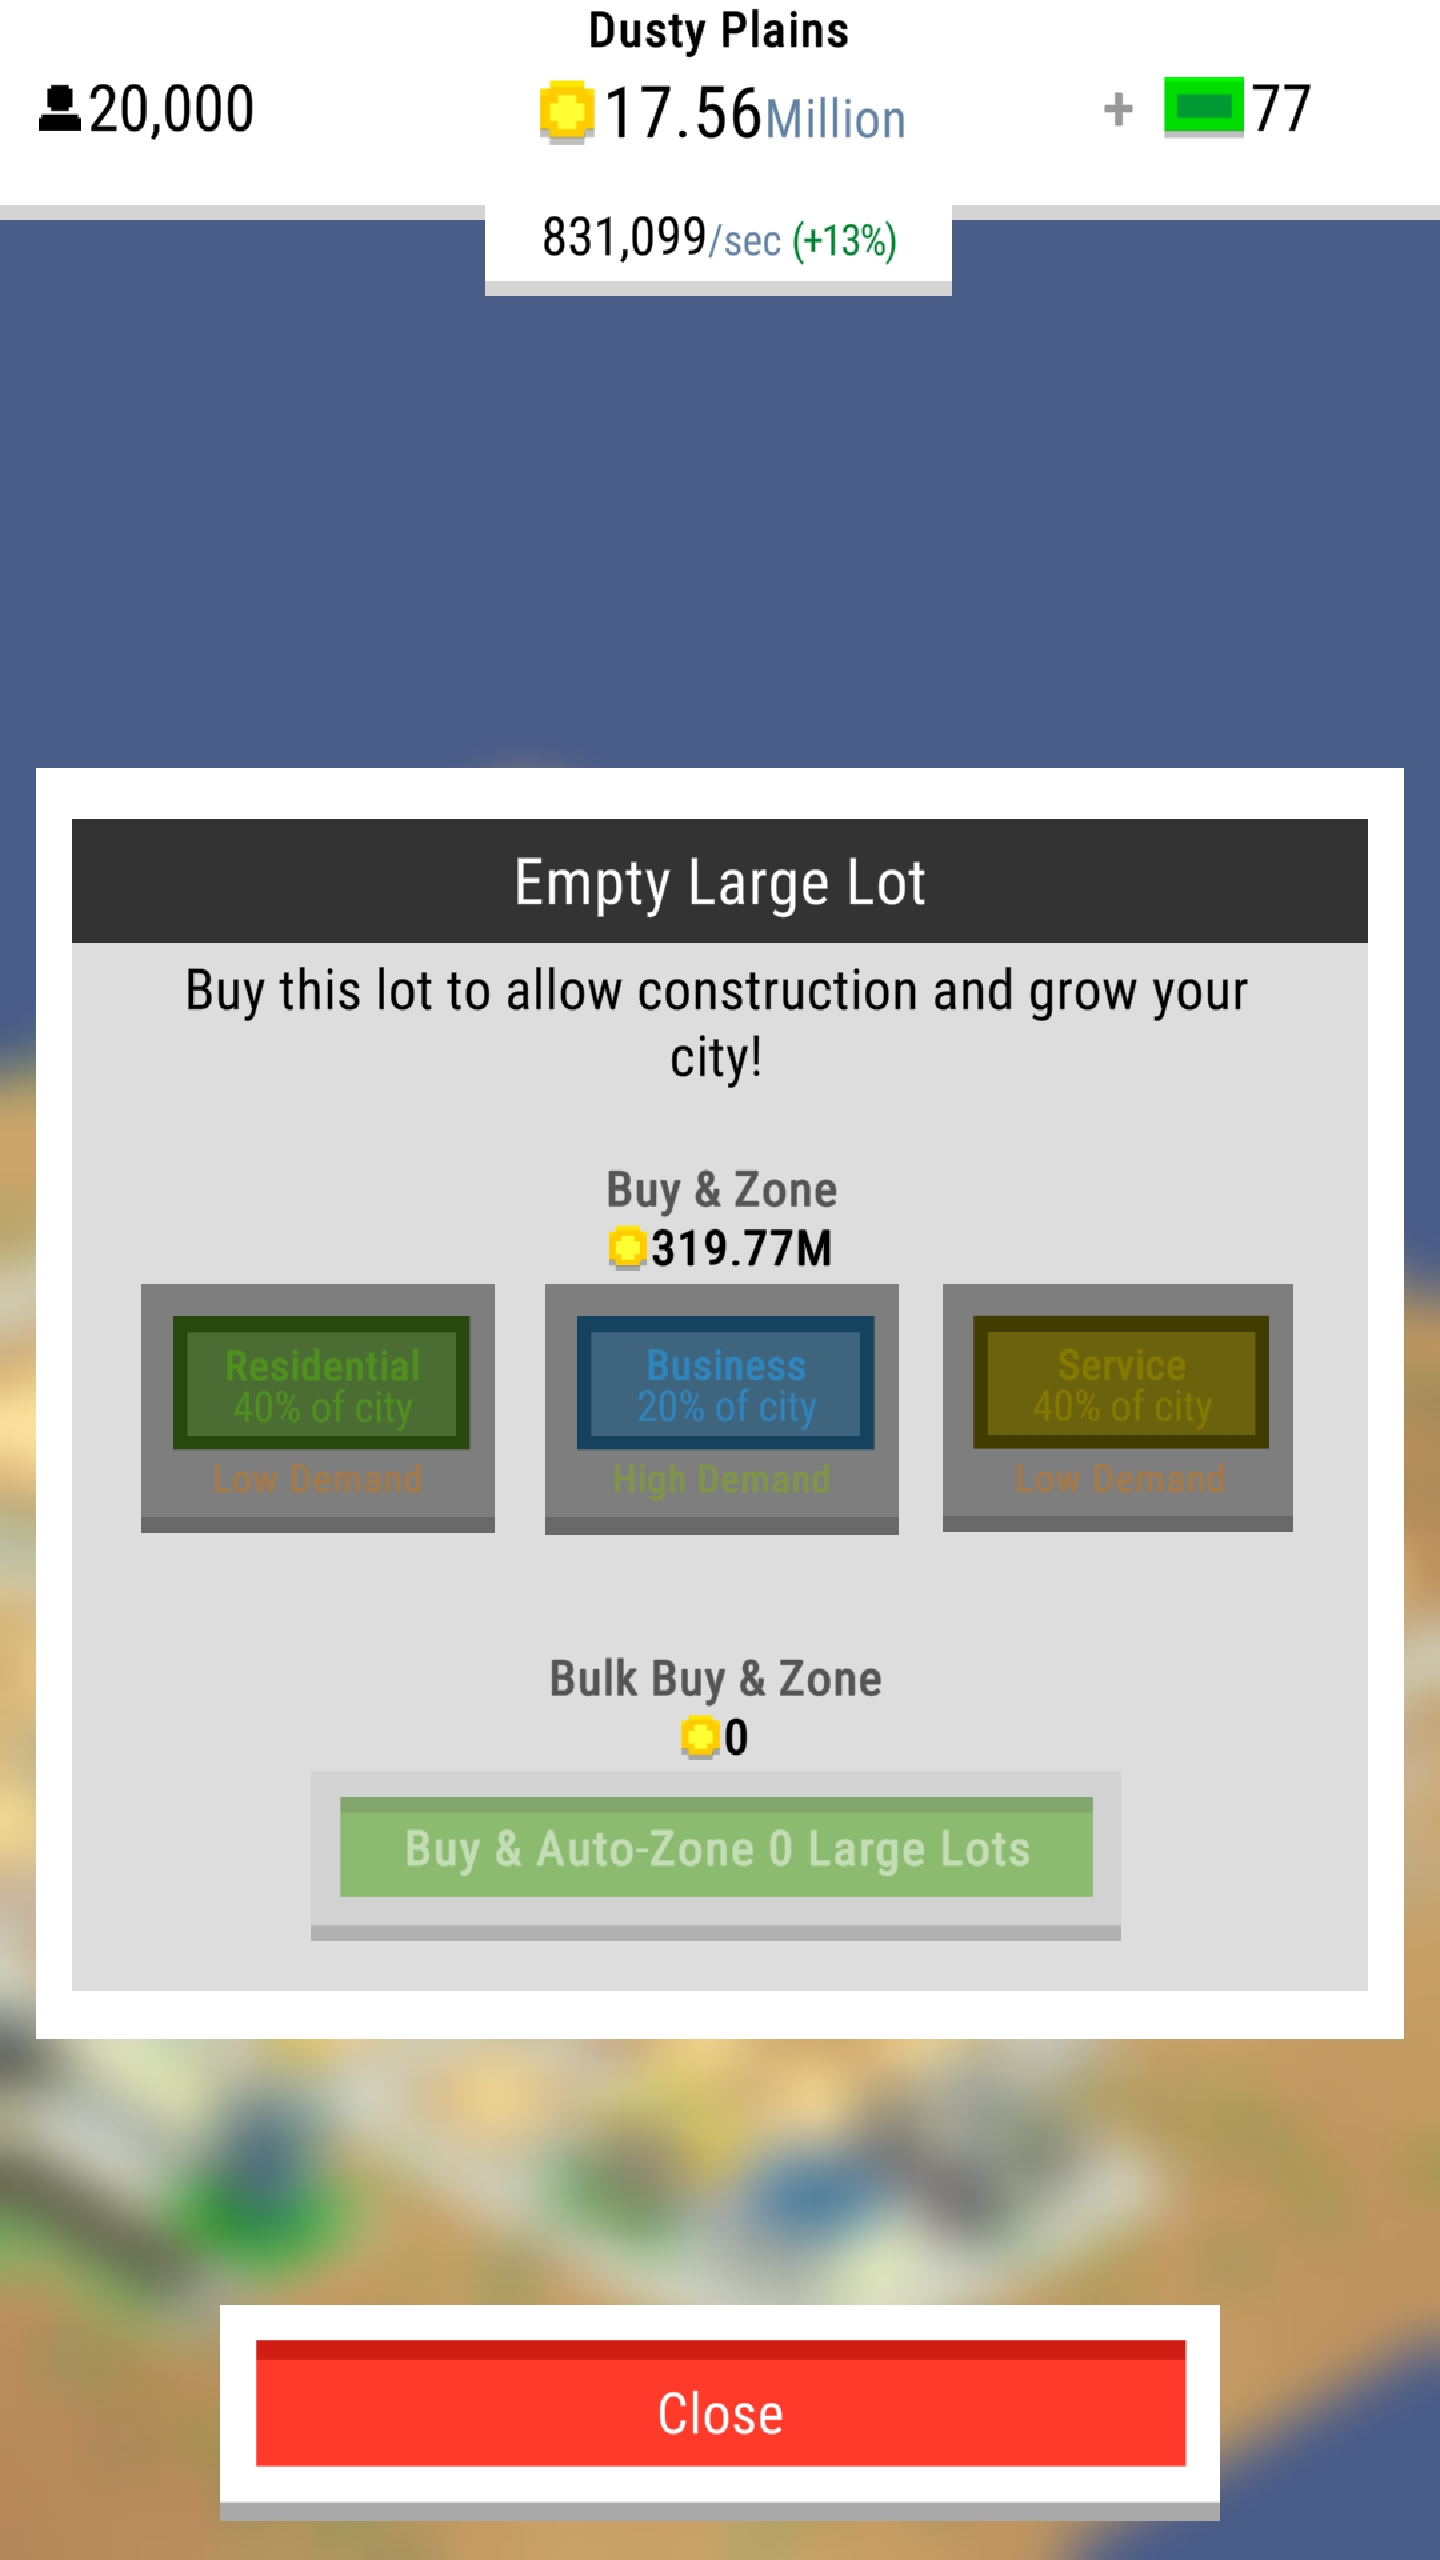 Dusty Plains
20,000
17.56Million
+ 77
831,099/sec (+13%)
Empty Large Lot
Buy this lot to allow construction and grow your
city!
Buy & Zone
319.77M
Residential
40% of city
Low Demand
Business
20% of city
High Demand
Service
40% of city
Low Demand
Bulk Buy & Zone
0
Buy & Auto-Zone 0 Large Lots
Close